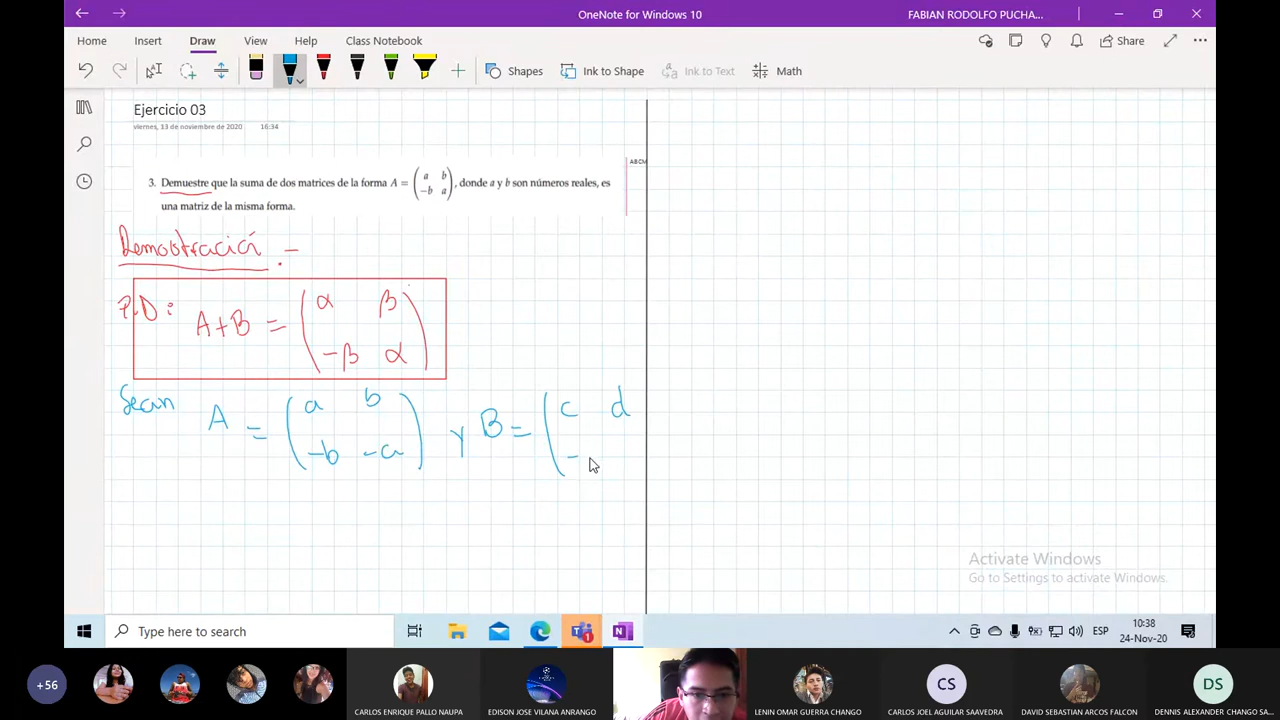 OneNote for Windows 10
FABIAN RODOLFO PUCHA...
Home Insert Draw View Help Class Notebook
Share
Shapes Ink to Shape Ink to Text Math
Ejercicio 03
viernes, 13 de noviembre de 2020 16:34
ABCM
3. Demuestre que la suma de dos matrices de la forma A = ( a b
-b a ), donde a y b son números reales, es
una matriz de la misma forma.
Demostración.-
P.D: A+B = ( α β
-β α )
Sean A = ( a b
-b -a ) y B = ( c d
-
Activate Windows
Go to Settings to activate Windows.
Type here to search
1
ESP
10:38
24-Nov-20
+56
CARLOS ENRIQUE PALLO NAUPA
EDISON JOSE VILANA ANRANGO
LENIN OMAR GUERRA CHANGO
CS
CARLOS JOEL AGUILAR SAAVEDRA
DAVID SEBASTIAN ARCOS FALCON
DS
DENNIS ALEXANDER CHANGO SA...